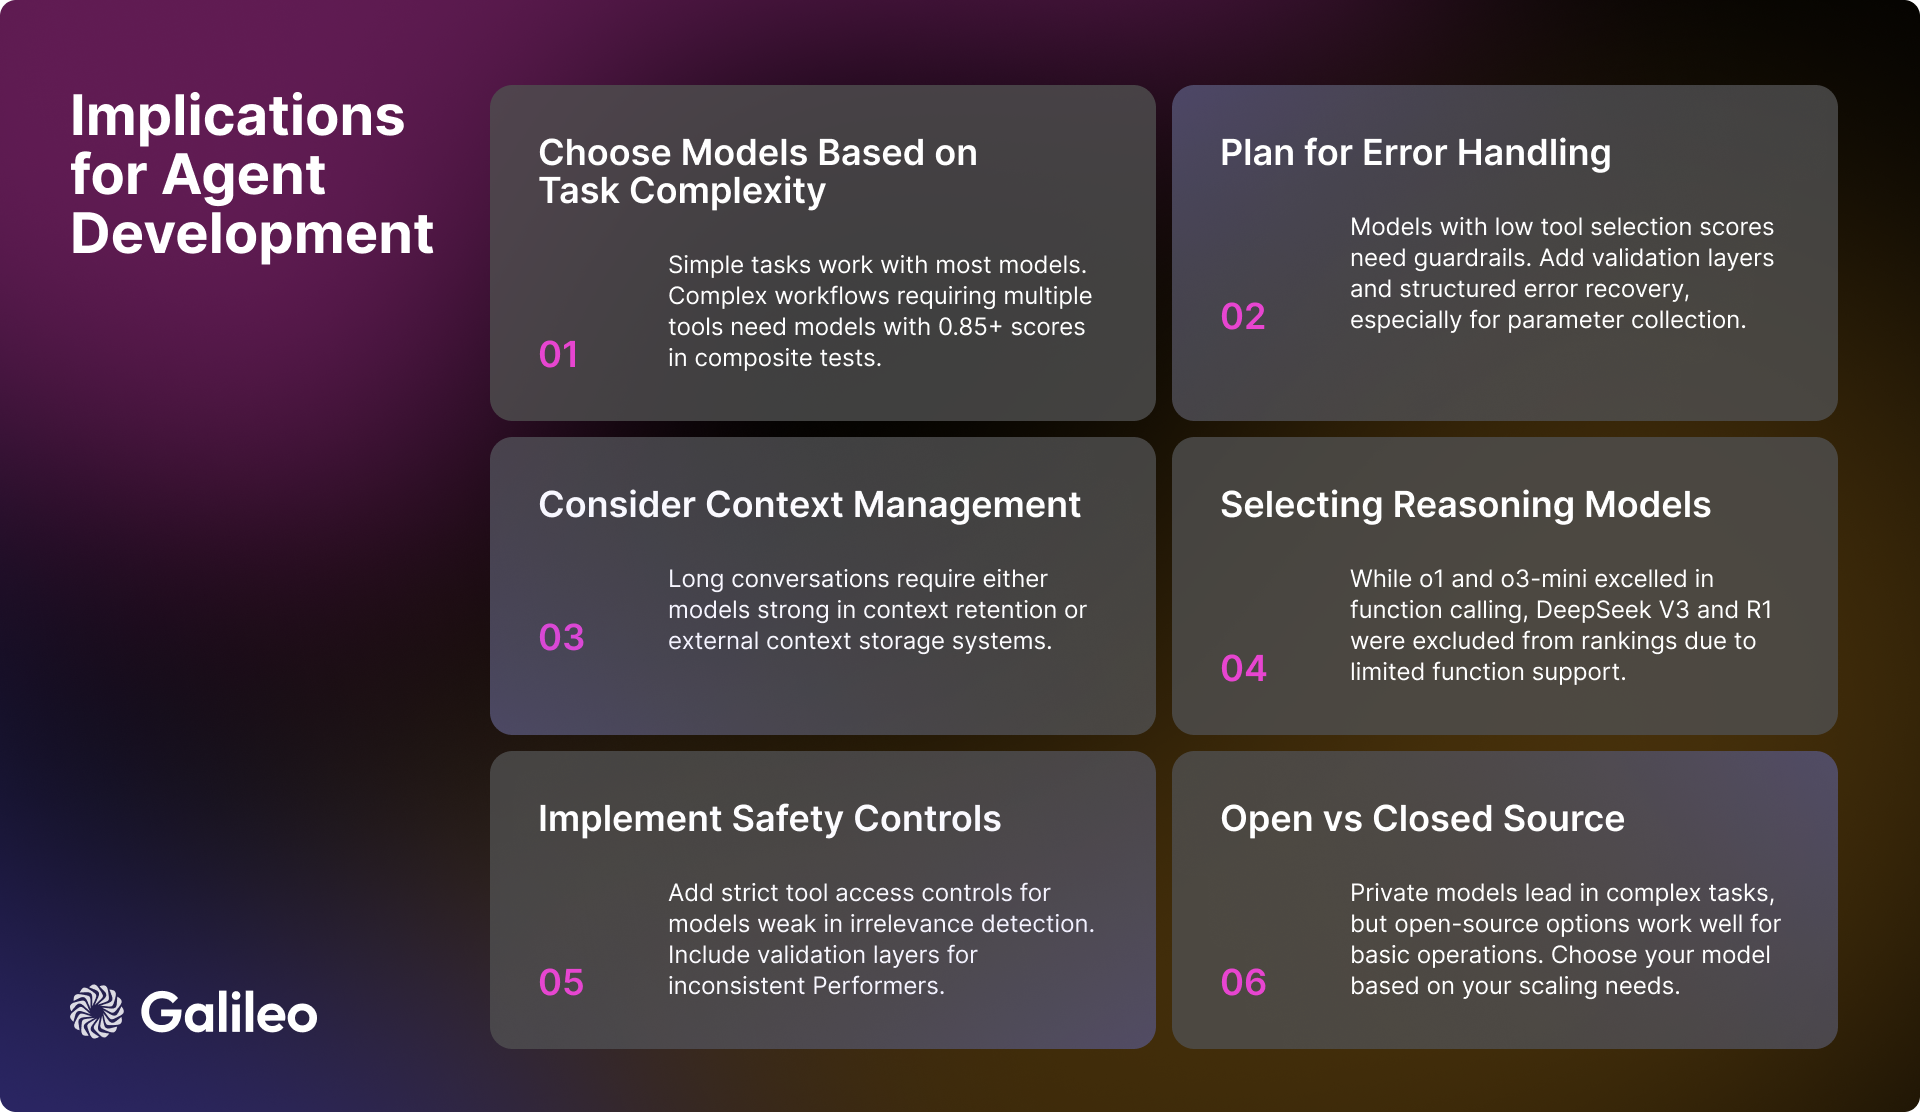 Implications
for Agent
Development
Choose Models Based on
Task Complexity
01
Simple tasks work with most models.
Complex workflows requiring multiple
tools need models with 0.85+ scores
in composite tests.
Plan for Error Handling
02
Models with low tool selection scores
need guardrails. Add validation layers
and structured error recovery,
especially for parameter collection.
Consider Context Management
03
Long conversations require either
models strong in context retention or
external context storage systems.
Selecting Reasoning Models
04
While o1 and o3-mini excelled in
function calling, DeepSeek V3 and R1
were excluded from rankings due to
limited function support.
Implement Safety Controls
05
Add strict tool access controls for
models weak in irrelevance detection.
Include validation layers for
inconsistent Performers.
Open vs Closed Source
06
Private models lead in complex tasks,
but open-source options work well for
basic operations. Choose your model
based on your scaling needs.
Galileo